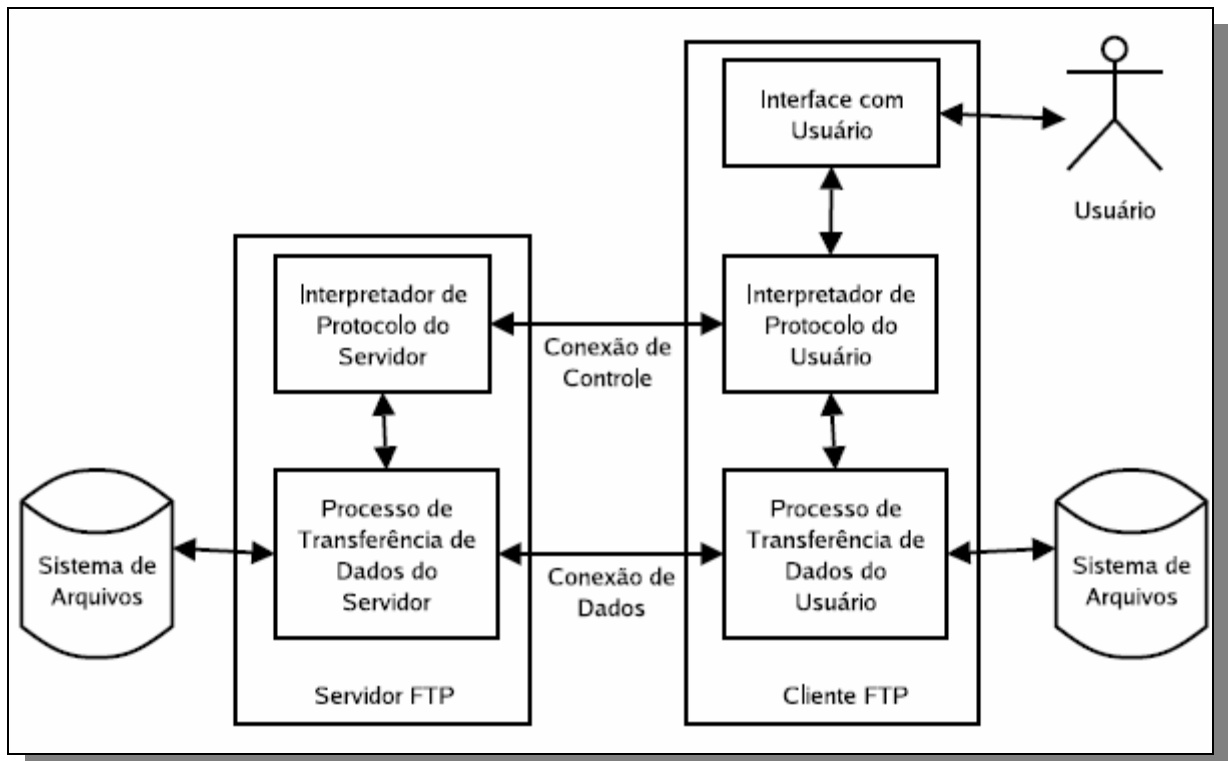 Interface com
Usuário
Usuário
Interpretador de
Protocolo do
Servidor
Conexão de
Controle
Interpretador de
Protocolo do
Usuário
Sistema de
Arquivos
Processo de
Transferência de
Dados do
Servidor
Conexão de
Dados
Processo de
Transferência de
Dados do
Usuário
Sistema de
Arquivos
Servidor FTP
Cliente FTP